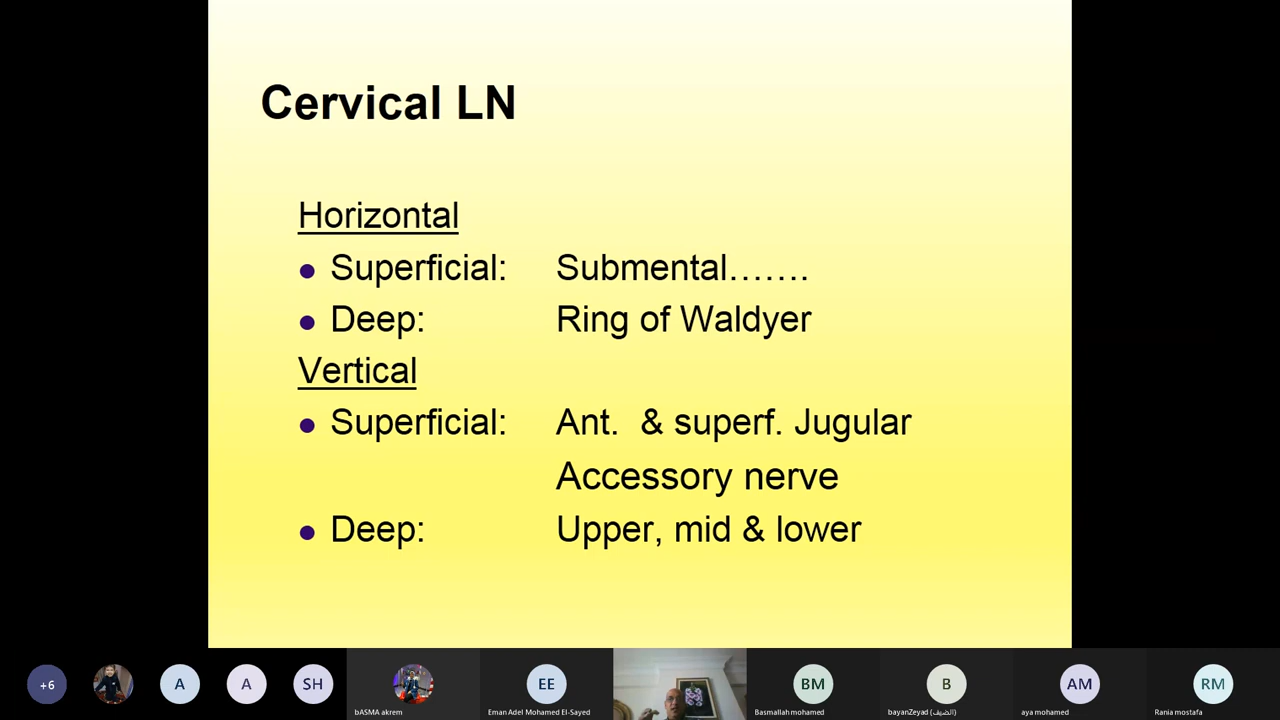 Cervical LN
Horizontal
Superficial: Submental…….
Deep: Ring of Waldyer
Vertical
Superficial: Ant. & superf. Jugular
Accessory nerve
Deep: Upper, mid & lower
+6
A
A
SH
EE
BM
B
AM
RM
bASMA akrem
Eman Adel Mohamed El-Sayed
Basmallah mohamed
bayanZeyad (الضيف)
aya mohamed
Rania mostafa